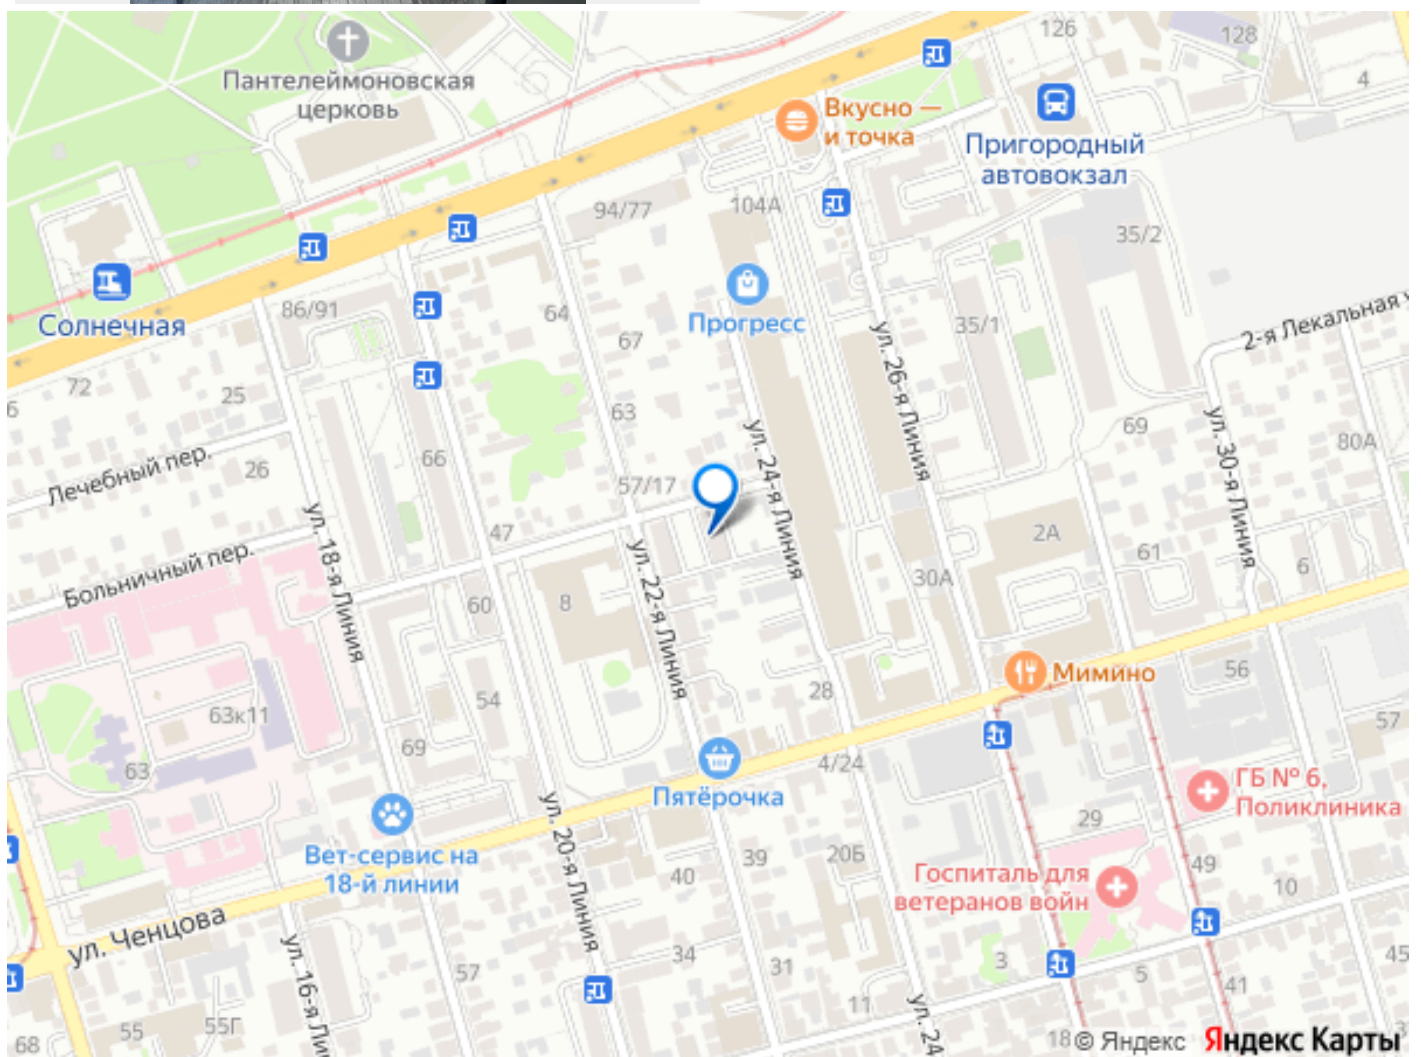 126
128
4
Пантелеймоновская
церковь
Вкусно —
и точка
Пригородный
автовокзал
94/77
104А
35/2
Солнечная
86/91
64
67
Прогресс
35/1
2-я Лекальная у
72
25
6
63
ул. 26-я Линия
69
80А
Лечебный пер.
26
66
57/17
ул. 24-я Линия
ул. 30-я Линия
47
2А
61
6
Больничный пер.
ул. 18-я Линия
60
8
ул. 22-я Линия
30А
63к11
54
28
Мимино
56
57
63
69
Пятёрочка
4/24
ГБ № 6,
Поликлиника
Вет-сервис на
18-й линии
ул. 20-я Линия
40
39
20Б
29
49
10
Госпиталь для
ветеранов войн
ул. Ченцова
ул. 16-я Лин
57
34
31
3
5
41
45
11
ул. 24
68
55
55Г
18
© Яндекс
Яндекс Карты